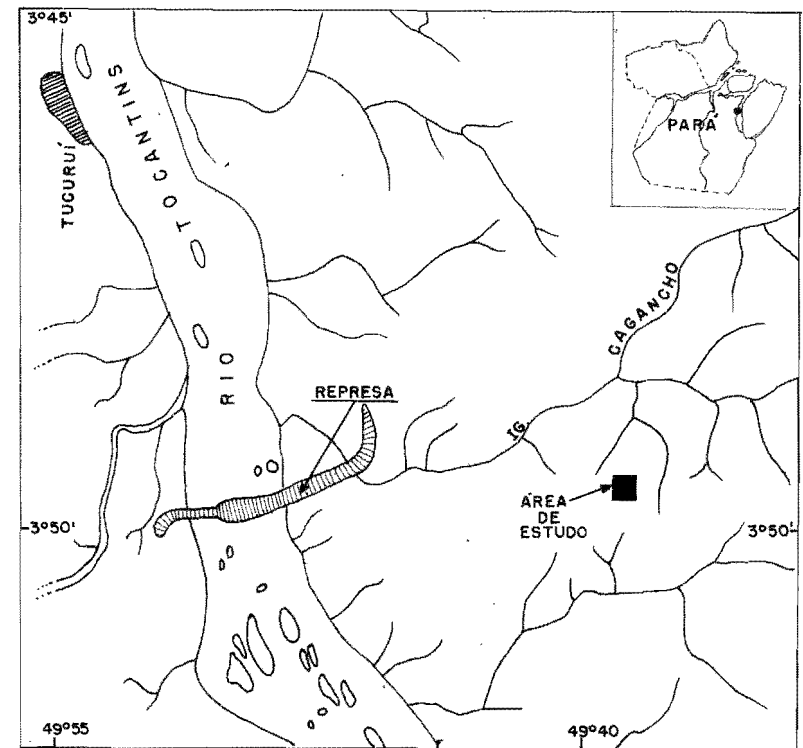 3°45'
TUCURUÍ
RIO TOCANTINS
PARÁ
IG. CAGANCHO
REPRESA
ÁREA
DE
ESTUDO
3°50'
3°50'
49°55
49°40